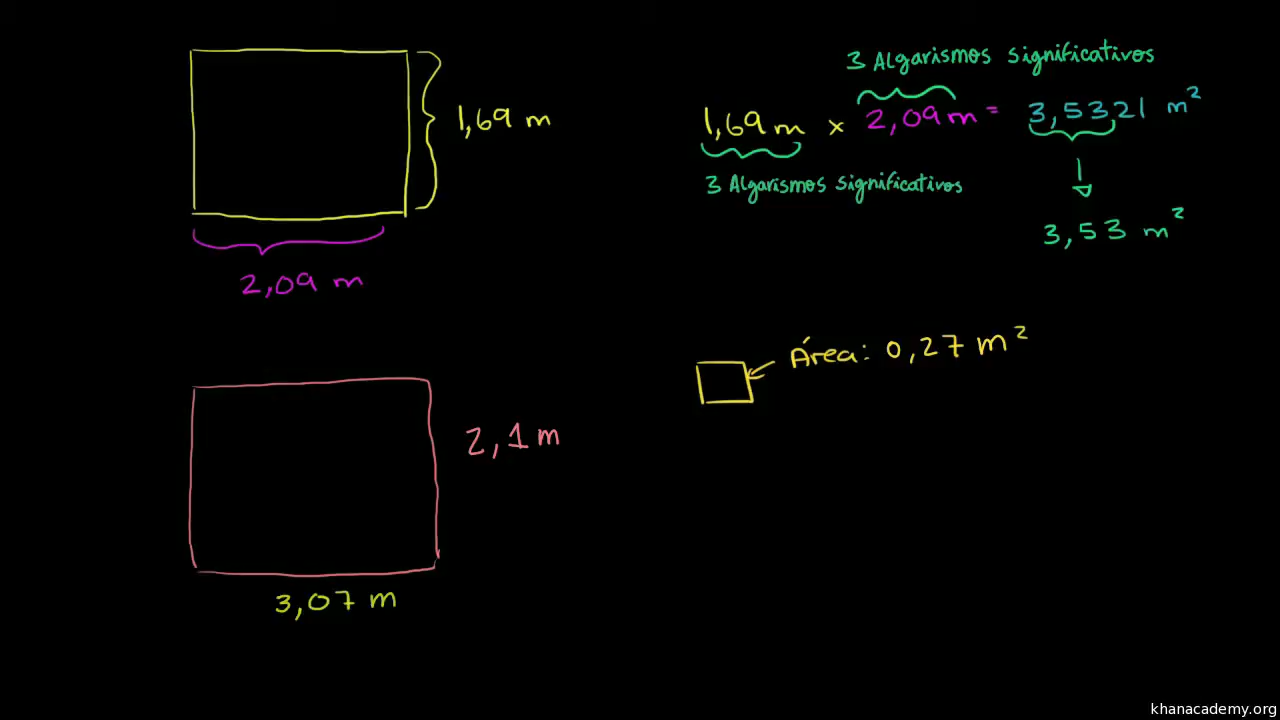 1,69 m
2,09 m
3 Algarismos significativos
1,69 m × 2,09 m = 3,5321 m²
3 Algarismos significativos
3,53 m²
Área: 0,27 m²
2,1 m
3,07 m
khanacademy.org